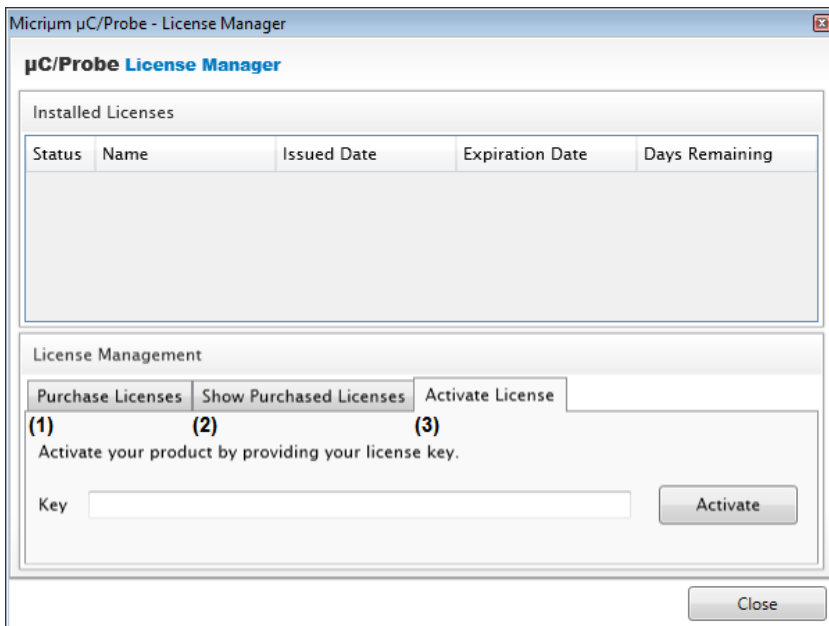 Micriμm μC/Probe - License Manager
μC/Probe License Manager
Installed Licenses
Status Name Issued Date Expiration Date Days Remaining
License Management
Purchase Licenses Show Purchased Licenses Activate License
(1) (2) (3)
Activate your product by providing your license key.
Key Activate
Close